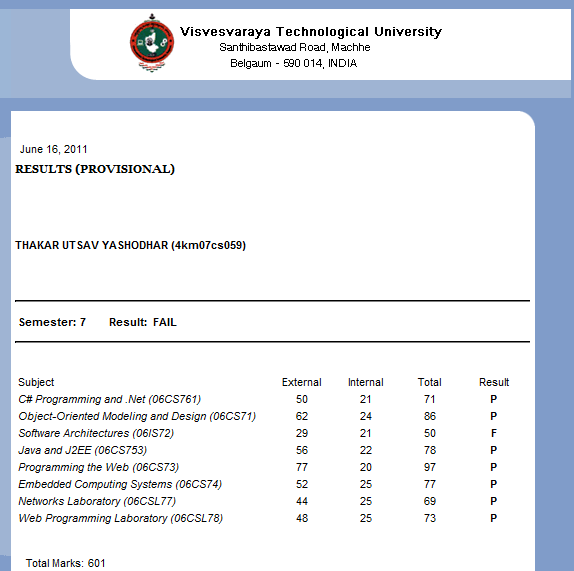 Visvesvaraya Technological University
Santhibastawad Road, Machhe
Belgaum - 590 014, INDIA
June 16, 2011
RESULTS (PROVISIONAL)
THAKAR UTSAV YASHODHAR (4km07cs059)
Semester: 7 Result: FAIL
Subject External Internal Total Result
C# Programming and .Net (06CS761) 50 21 71 P
Object-Oriented Modeling and Design (06CS71) 62 24 86 P
Software Architectures (06IS72) 29 21 50 F
Java and J2EE (06CS753) 56 22 78 P
Programming the Web (06CS73) 77 20 97 P
Embedded Computing Systems (06CS74) 52 25 77 P
Networks Laboratory (06CSL77) 44 25 69 P
Web Programming Laboratory (06CSL78) 48 25 73 P
Total Marks: 601